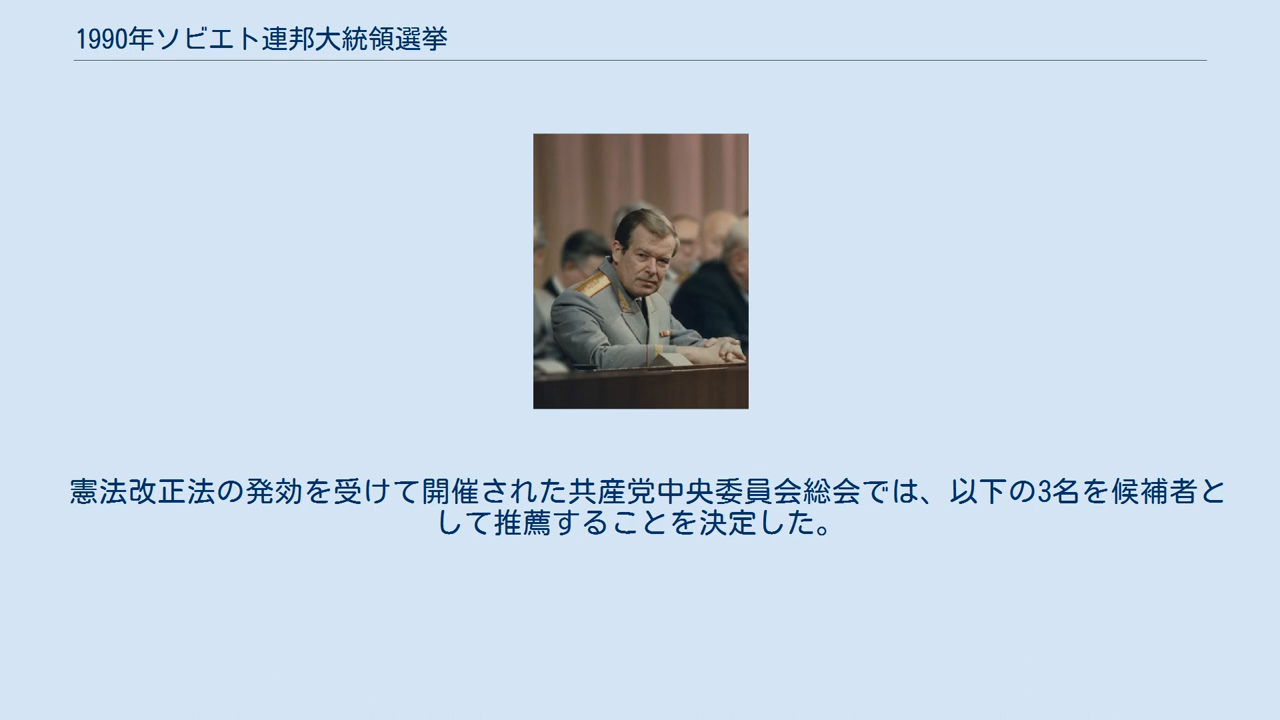 1990年ソビエト連邦大統領選挙
憲法改正法の発効を受けて開催された共産党中央委員会総会では、以下の3名を候補者と
して推薦することを決定した。